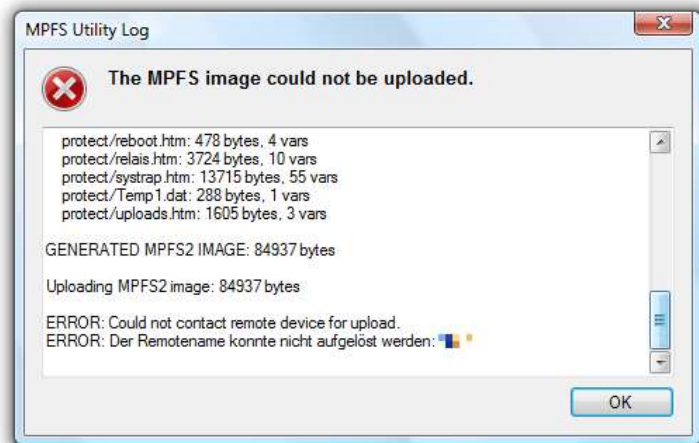 MPFS Utility Log
The MPFS image could not be uploaded.
protect/reboot.htm: 478 bytes, 4 vars
protect/relais.htm: 3724 bytes, 10 vars
protect/systrap.htm: 13715 bytes, 55 vars
protect/Temp1.dat: 288 bytes, 1 vars
protect/uploads.htm: 1605 bytes, 3 vars
GENERATED MPFS2 IMAGE: 84937 bytes
Uploading MPFS2 image: 84937 bytes
ERROR: Could not contact remote device for upload.
ERROR: Der Remotename konnte nicht aufgelöst werden:
OK